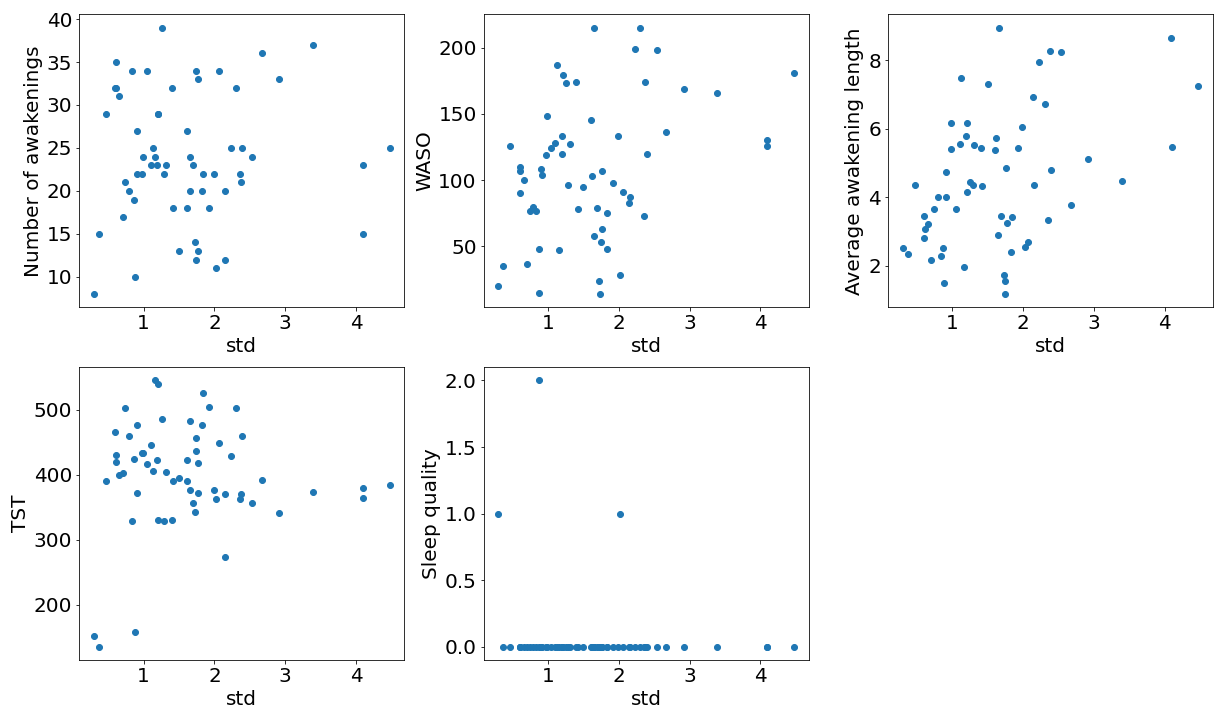 Number of awakenings
40
35
30
25
20
15
10
1 2 3 4
std
WASO
200
150
100
50
1 2 3 4
std
Average awakening length
8
6
4
2
1 2 3 4
std
TST
500
400
300
200
1 2 3 4
std
Sleep quality
2.0
1.5
1.0
0.5
0.0
1 2 3 4
std